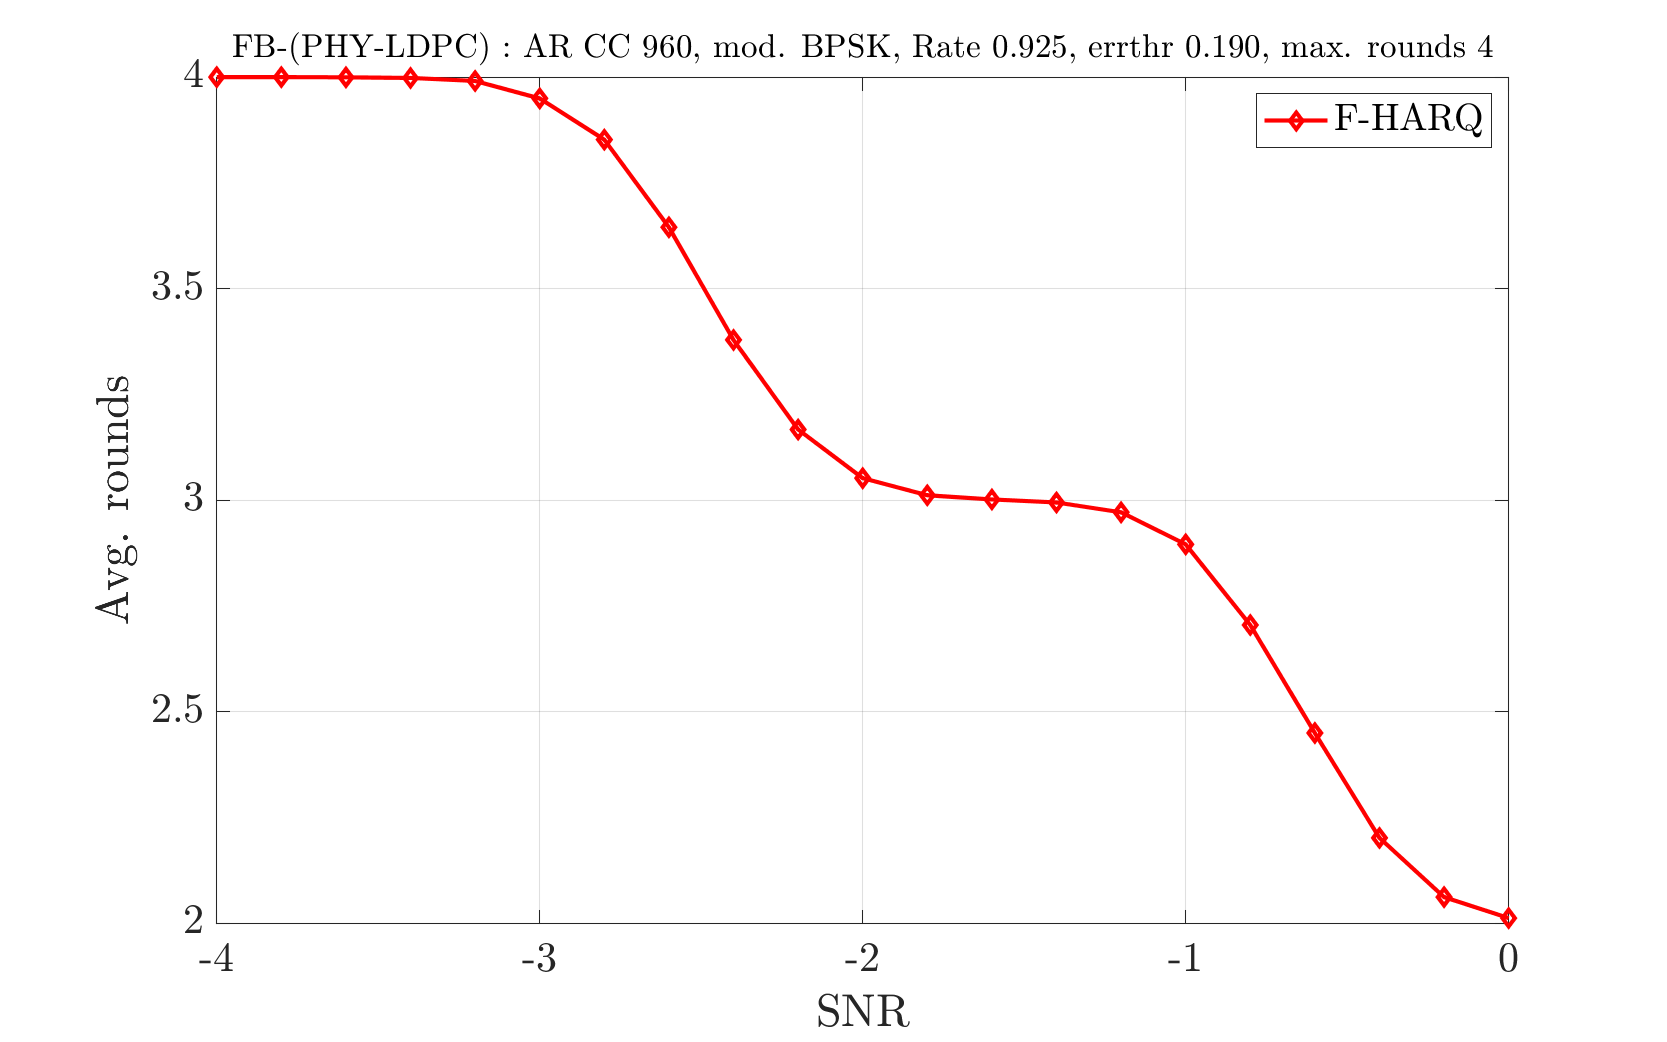 FB-(PHY-LDPC) : AR CC 960, mod. BPSK, Rate 0.925, errthr 0.190, max. rounds 4
F-HARQ
4
3.5
3
2.5
2
Avg. rounds
-4 -3 -2 -1 0
SNR